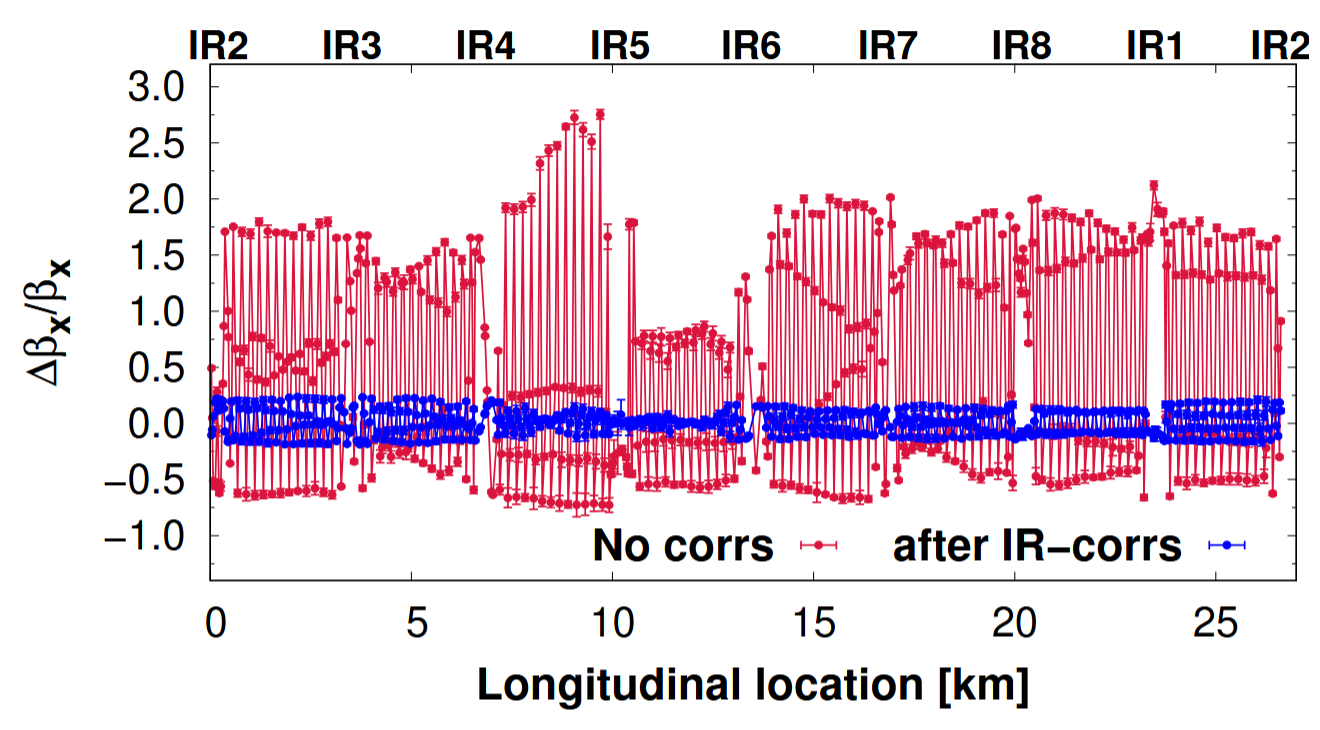 IR2 IR3 IR4 IR5 IR6 IR7 IR8 IR1 IR2
3.0
2.5
2.0
1.5
1.0
0.5
0.0
−0.5
−1.0
Δβx/βx
No corrs
after IR−corrs
0 5 10 15 20 25
Longitudinal location [km]